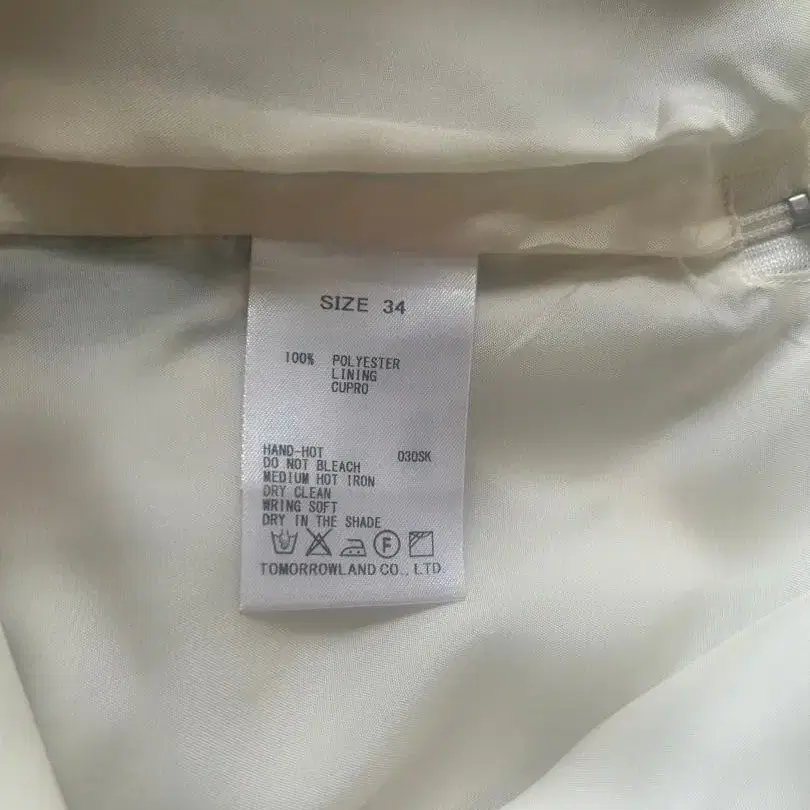 SIZE 34
100% POLYESTER
LINING
CUPRO
HAND-HOT 030SK
DO NOT BLEACH
MEDIUM HOT IRON
DRY CLEAN
WRING SOFT
DRY IN THE SHADE
F
TOMORROWLAND CO., LTD